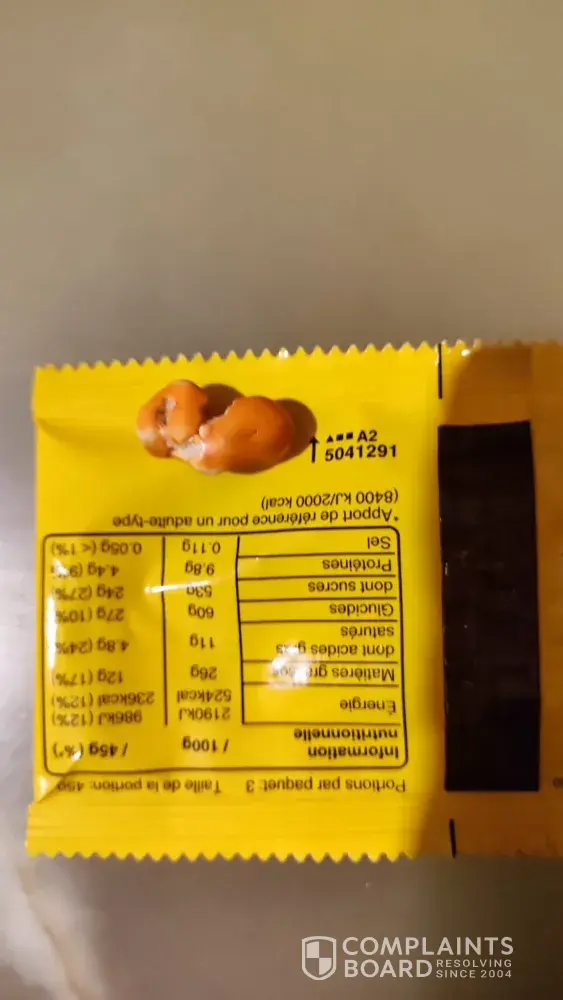 Portions par paquet: 3 Taille de la portion: 45g
Information
nutritionnelle / 100g / 45g (%*)
Énergie 2190kJ 986kJ (12%)
524kcal 236kcal (12%)
Matières grasses 26g 12g (17%)
dont acides gras
saturés 11g 4.8g (24%)
Glucides 60g 27g (10%)
dont sucres 53g 24g (27%)
Protéines 9.8g 4.4g (9%)
Sel 0.11g 0.05g (< 1%)
*Apport de référence pour un adulte-type
(8400 kJ/2000 kcal)
A2
5041291
COMPLAINTS
BOARD RESOLVING
SINCE 2004